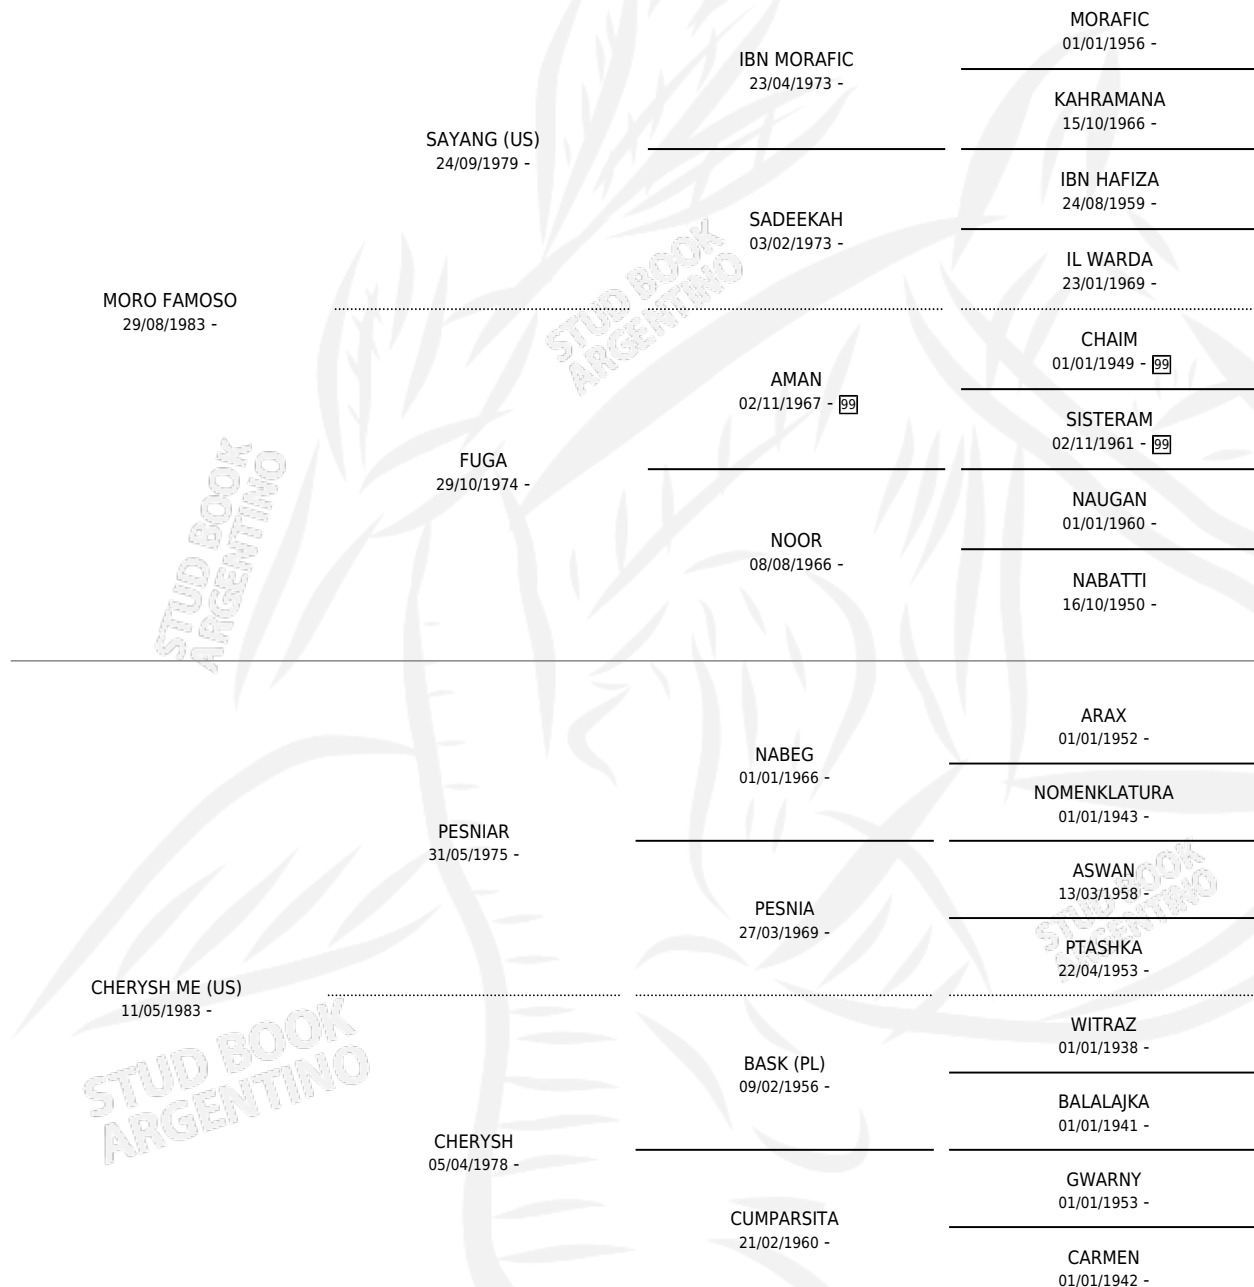 MORAFIC
01/01/1956 -
IBN MORAFIC
23/04/1973 -
KAHRAMANA
15/10/1966 -
SAYANG (US)
24/09/1979 -
IBN HAFIZA
24/08/1959 -
SADEEKAH
03/02/1973 -
IL WARDA
23/01/1969 -
MORO FAMOSO
29/08/1983 -
STUD BOOK
ARGENTINO
CHAIM
01/01/1949 - 99
AMAN
02/11/1967 - 99
SISTERAM
02/11/1961 - 99
FUGA
29/10/1974 -
NAUGAN
01/01/1960 -
NOOR
08/08/1966 -
NABATTI
16/10/1950 -
STUD BOOK
ARGENTINO
ARAX
01/01/1952 -
NABEG
01/01/1966 -
NOMENKLATURA
01/01/1943 -
PESNIAR
31/05/1975 -
ASWAN
13/03/1958 -
PESNIA
27/03/1969 -
PTASHKA
22/04/1953 -
STUD BOOK
ARGENTINO
CHERYSH ME (US)
11/05/1983 -
WITRAZ
01/01/1938 -
BASK (PL)
09/02/1956 -
BALALAJKA
01/01/1941 -
STUD BOOK
ARGENTINO
CHERYSH
05/04/1978 -
GWARNY
01/01/1953 -
CUMPARSITA
21/02/1960 -
CARMEN
01/01/1942 -